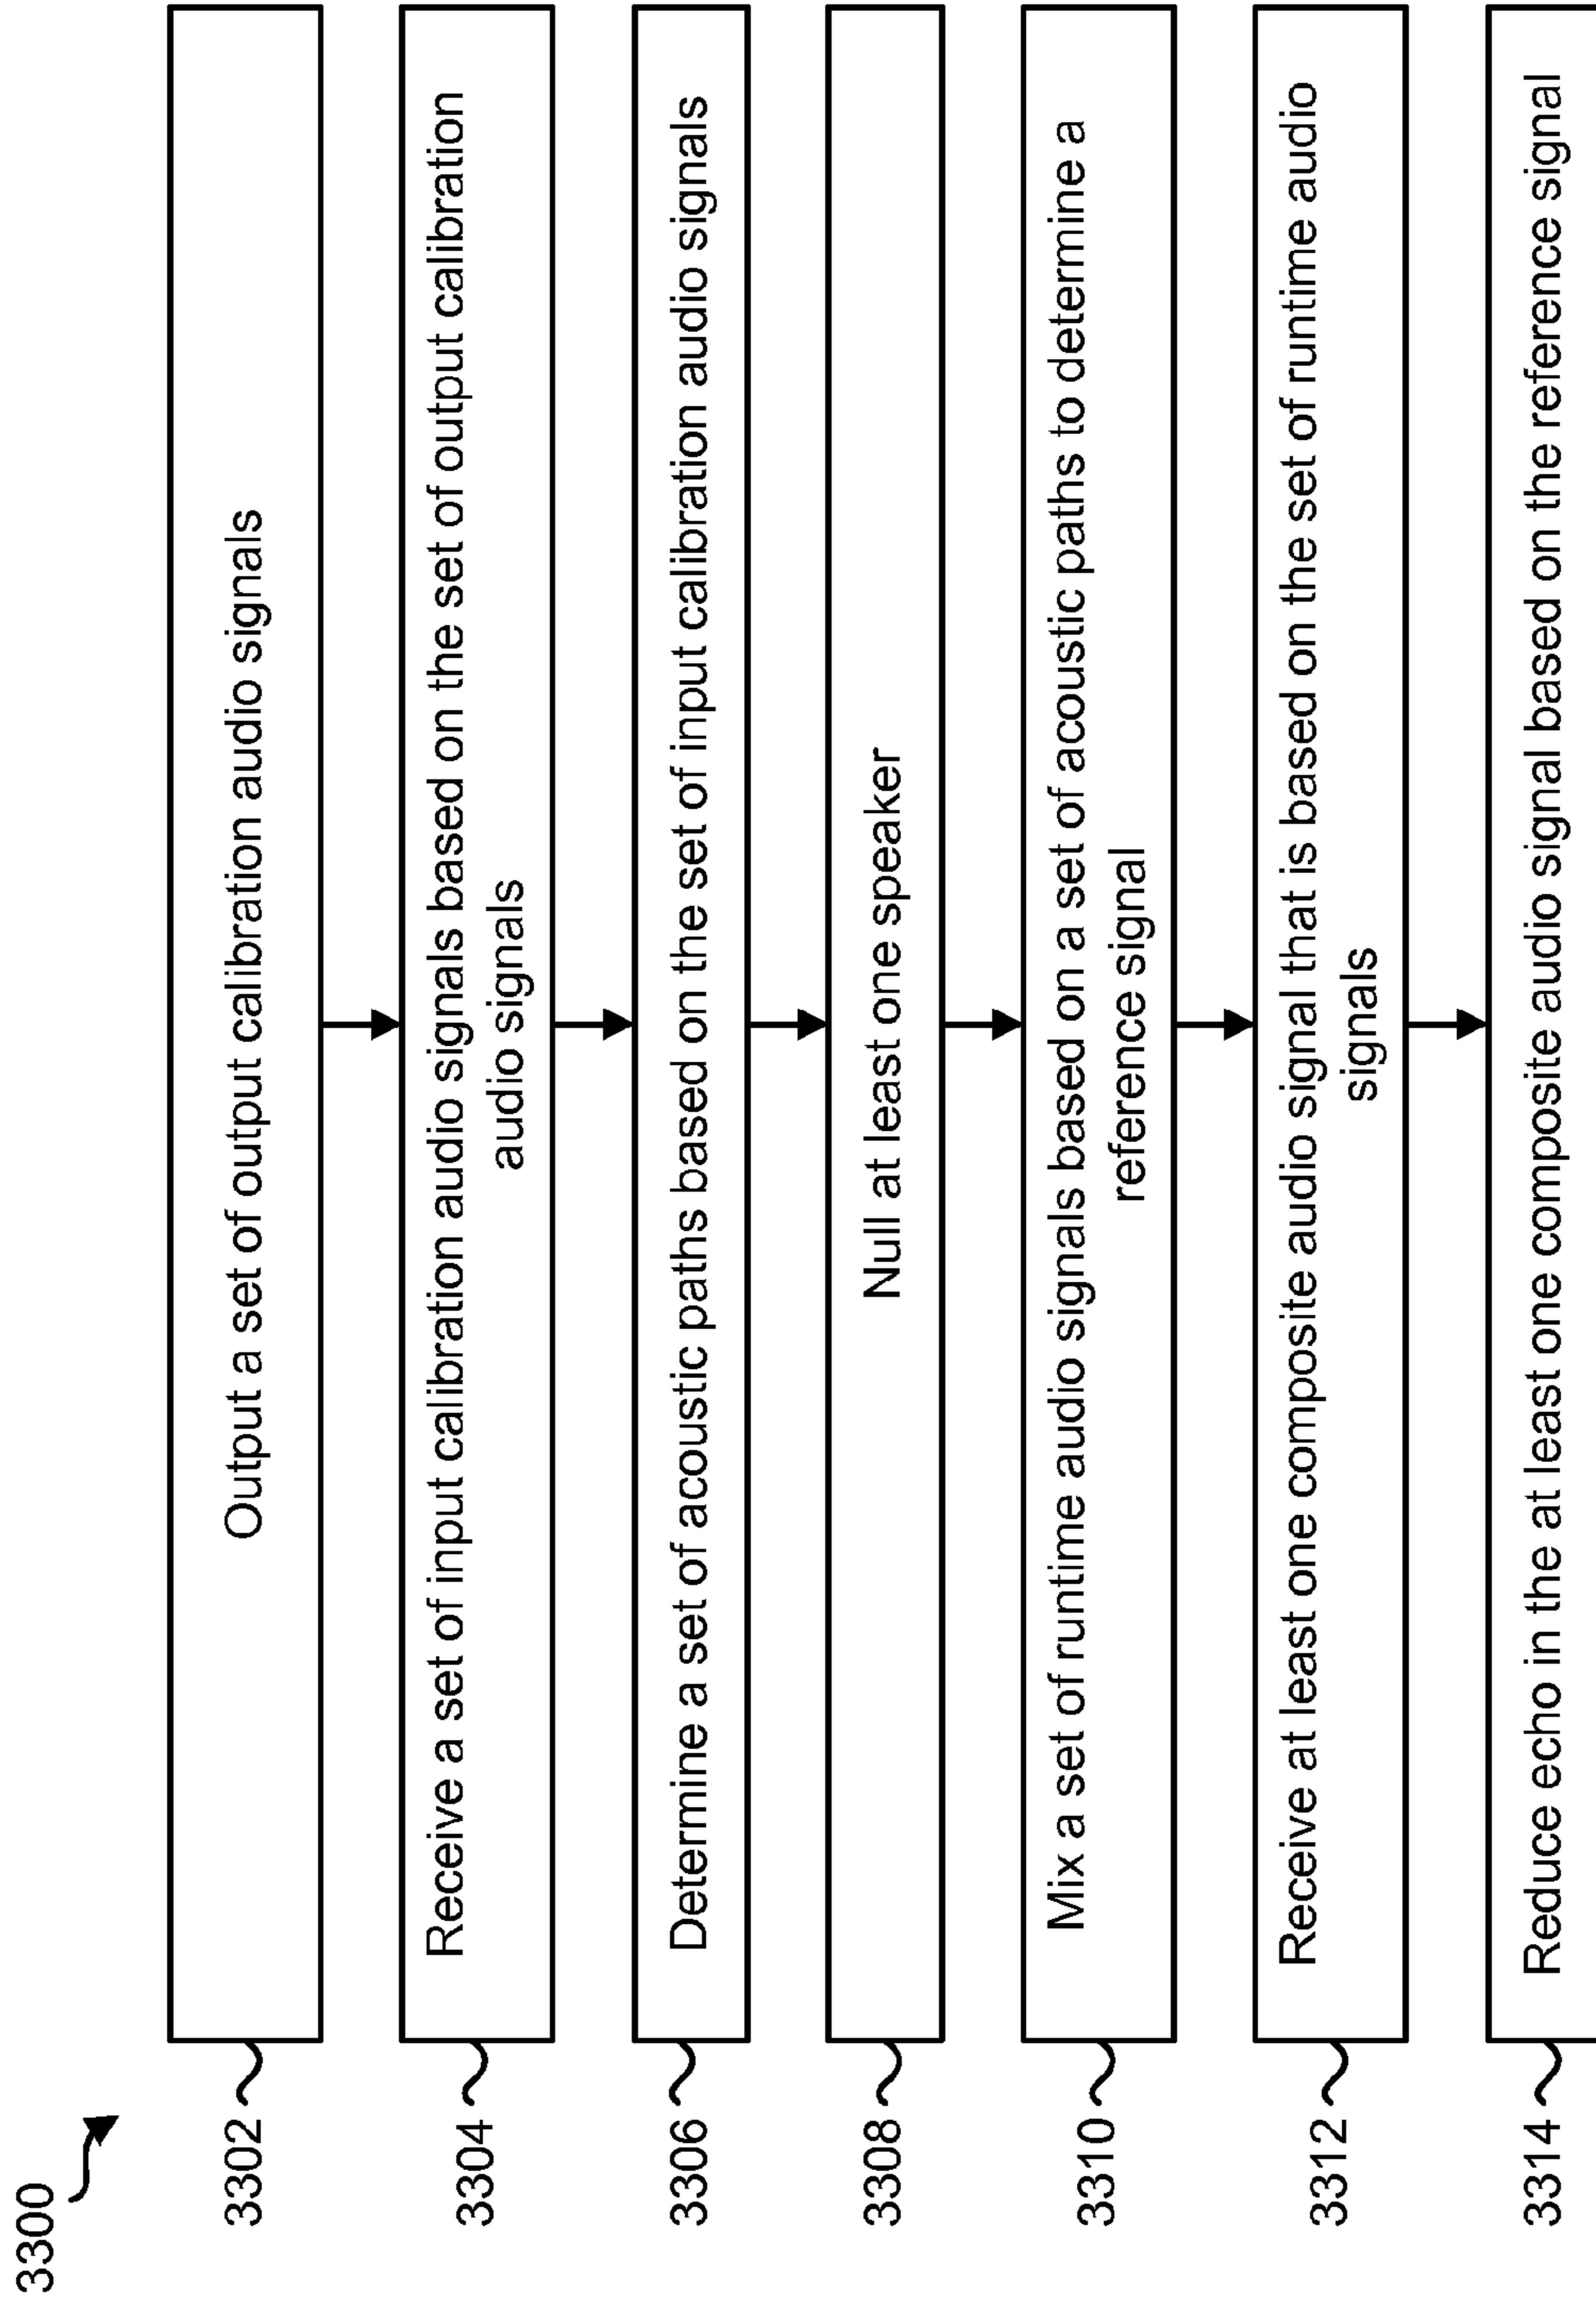 3300
3302
Output a set of output calibration audio signals
3304
Receive a set of input calibration audio signals based on the set of output calibration
audio signals
3306
Determine a set of acoustic paths based on the set of input calibration audio signals
3308
Null at least one speaker
3310
Mix a set of runtime audio signals based on a set of acoustic paths to determine a
reference signal
3312
Receive at least one composite audio signal that is based on the set of runtime audio
signals
3314
Reduce echo in the at least one composite audio signal based on the reference signal